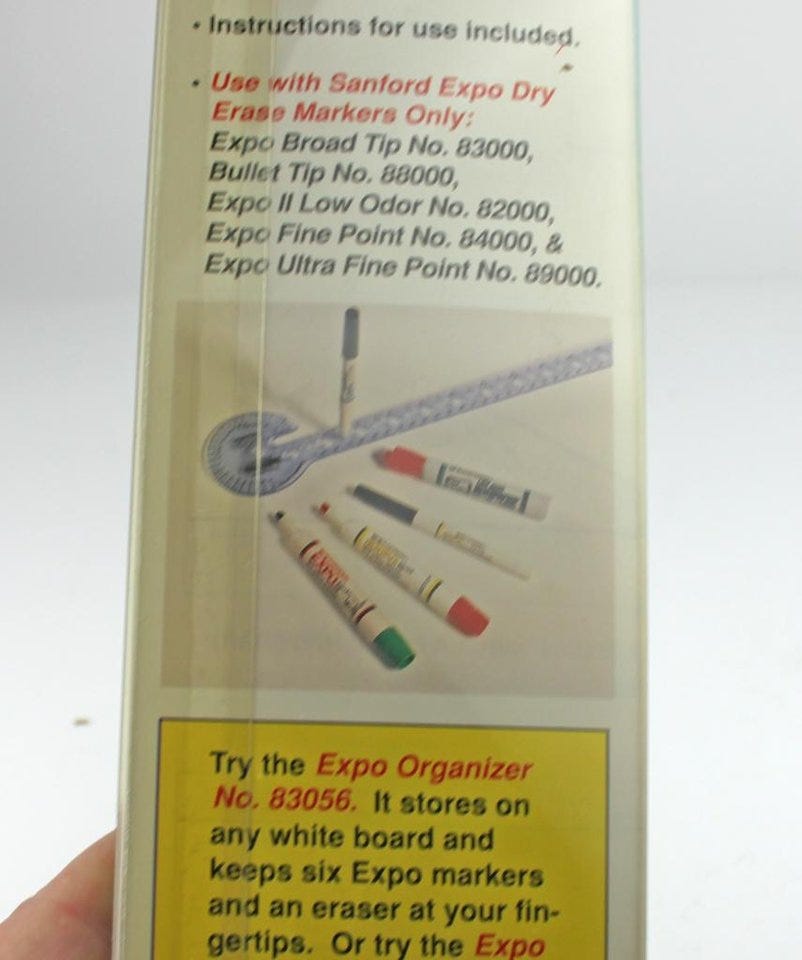 • Instructions for use included.
• Use with Sanford Expo Dry
Erase Markers Only:
Expo Broad Tip No. 83000,
Bullet Tip No. 88000,
Expo II Low Odor No. 82000,
Expo Fine Point No. 84000, &
Expo Ultra Fine Point No. 89000.
Expo
Try the Expo Organizer
No. 83056. It stores on
any white board and
keeps six Expo markers
and an eraser at your fin-
gertips. Or try the Expo